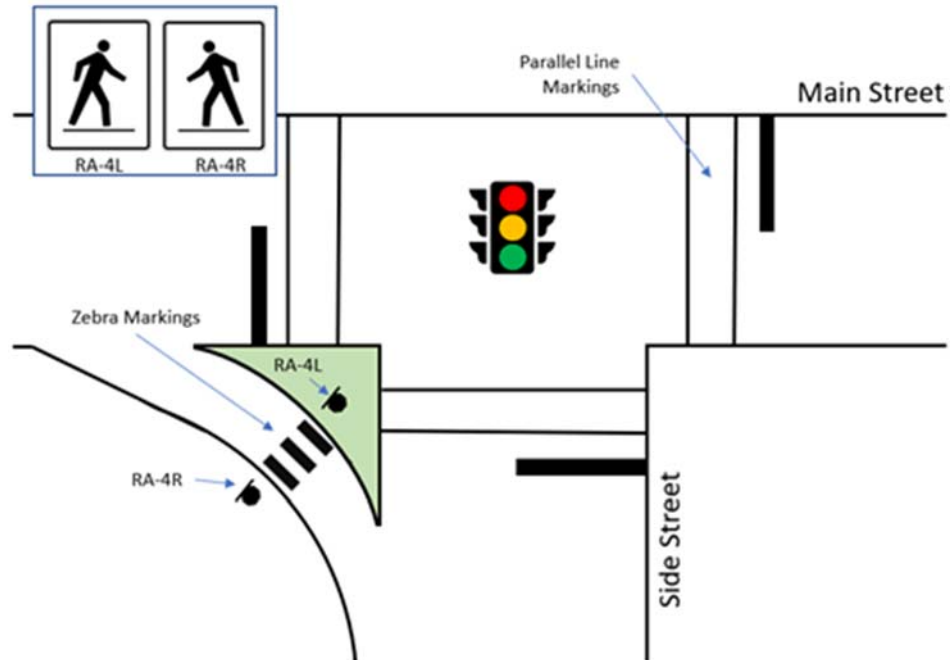 RA-4L
RA-4R
Parallel Line
Markings
Main Street
Zebra Markings
RA-4L
RA-4R
Side Street